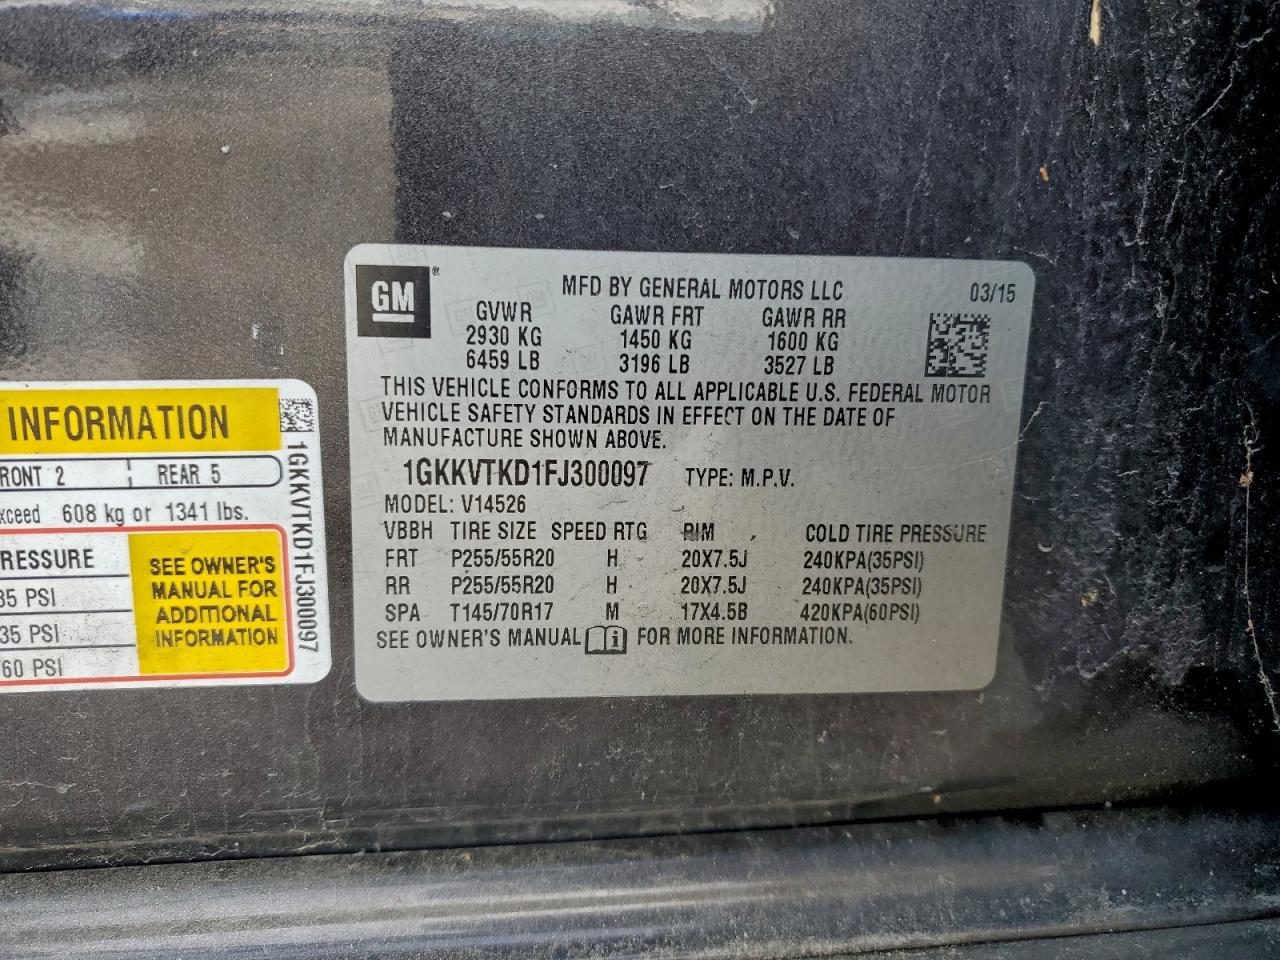 GM
MFD BY GENERAL MOTORS LLC 03/15
GVWR GAWR FRT GAWR RR
2930 KG 1450 KG 1600 KG
6459 LB 3196 LB 3527 LB
THIS VEHICLE CONFORMS TO ALL APPLICABLE U.S. FEDERAL MOTOR
VEHICLE SAFETY STANDARDS IN EFFECT ON THE DATE OF
MANUFACTURE SHOWN ABOVE.
1GKKVTKD1FJ300097 TYPE: M.P.V.
MODEL: V14526
VBBH TIRE SIZE SPEED RTG RIM COLD TIRE PRESSURE
FRT P255/55R20 H 20X7.5J 240KPA(35PSI)
RR P255/55R20 H 20X7.5J 240KPA(35PSI)
SPA T145/70R17 M 17X4.5B 420KPA(60PSI)
SEE OWNER'S MANUAL i FOR MORE INFORMATION.
INFORMATION
RONT 2 REAR 5
xceed 608 kg or 1341 lbs.
RESSURE
35 PSI
35 PSI
60 PSI
SEE OWNER'S
MANUAL FOR
ADDITIONAL
INFORMATION
1GKKVTKD1FJ300097